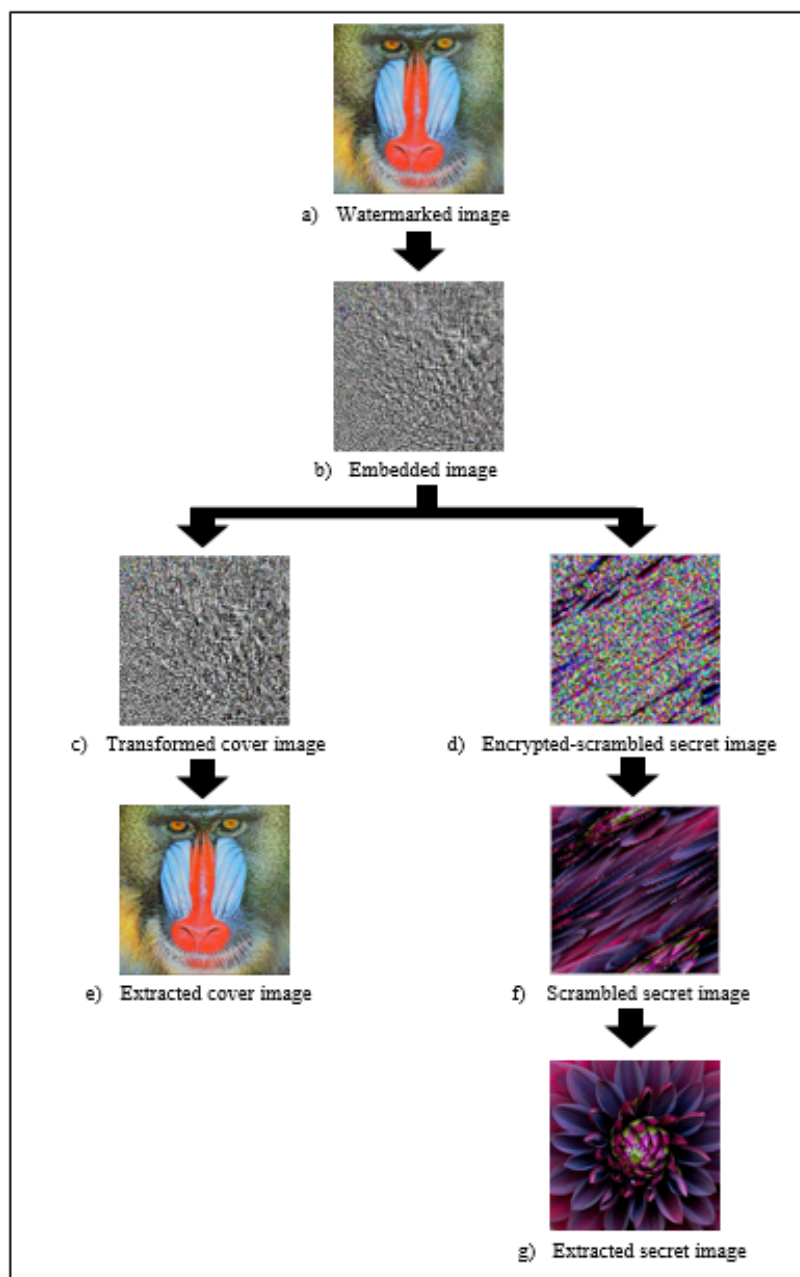 a) Watermarked image
b) Embedded image
c) Transformed cover image
d) Encrypted-scrambled secret image
e) Extracted cover image
f) Scrambled secret image
g) Extracted secret image